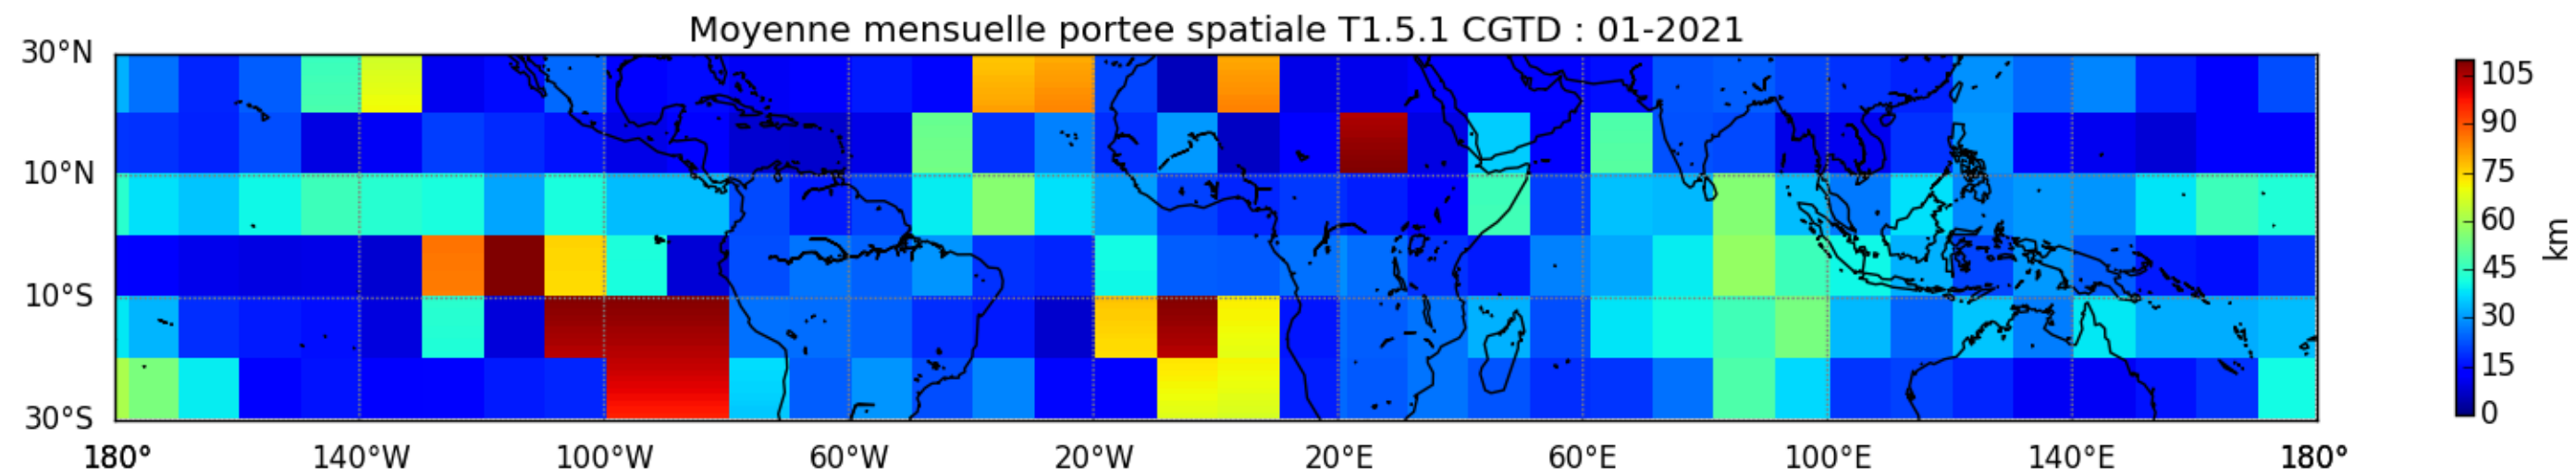 Moyenne mensuelle portee spatiale T1.5.1 CGTD : 01-2021
30°N
10°N
10°S
30°S
180° 140°W 100°W 60°W 20°W 20°E 60°E 100°E 140°E 180°
105
90
75
60
45
30
15
0
km